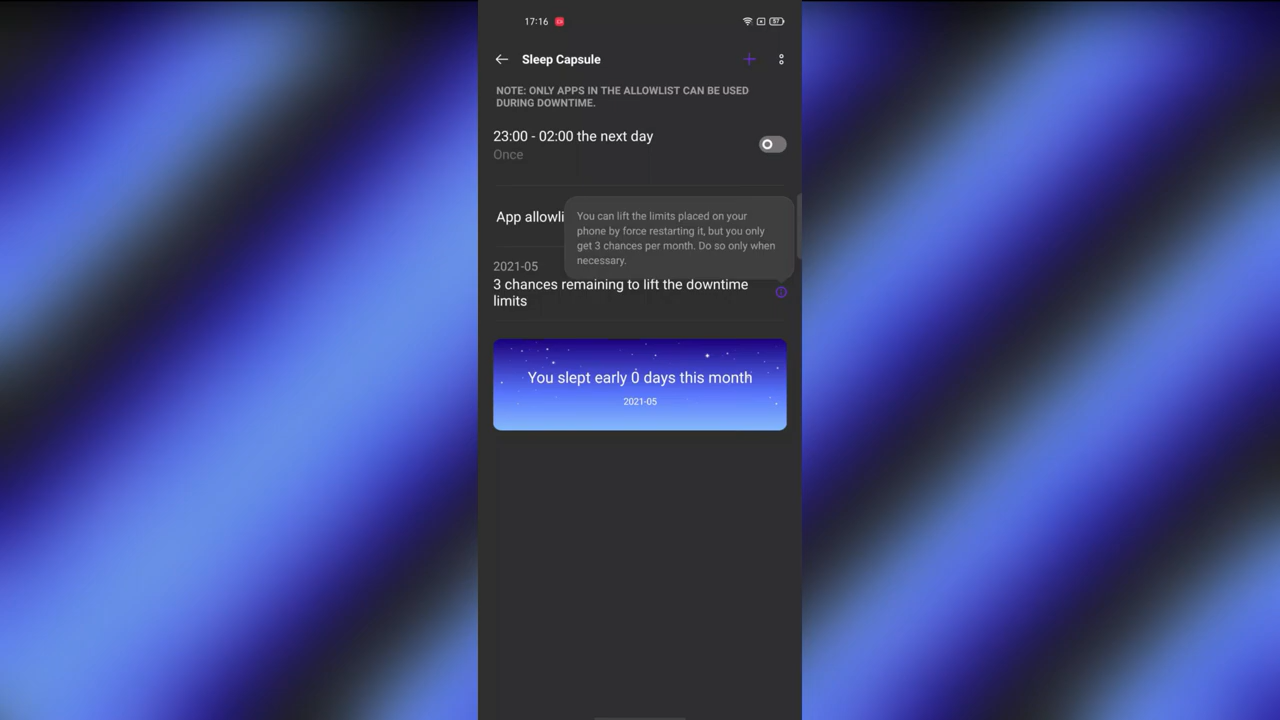 17:16
57
Sleep Capsule
NOTE: ONLY APPS IN THE ALLOWLIST CAN BE USED
DURING DOWNTIME.
23:00 - 02:00 the next day
Once
App allowli
You can lift the limits placed on your
phone by force restarting it, but you only
get 3 chances per month. Do so only when
necessary.
2021-05
3 chances remaining to lift the downtime
limits
You slept early 0 days this month
2021-05